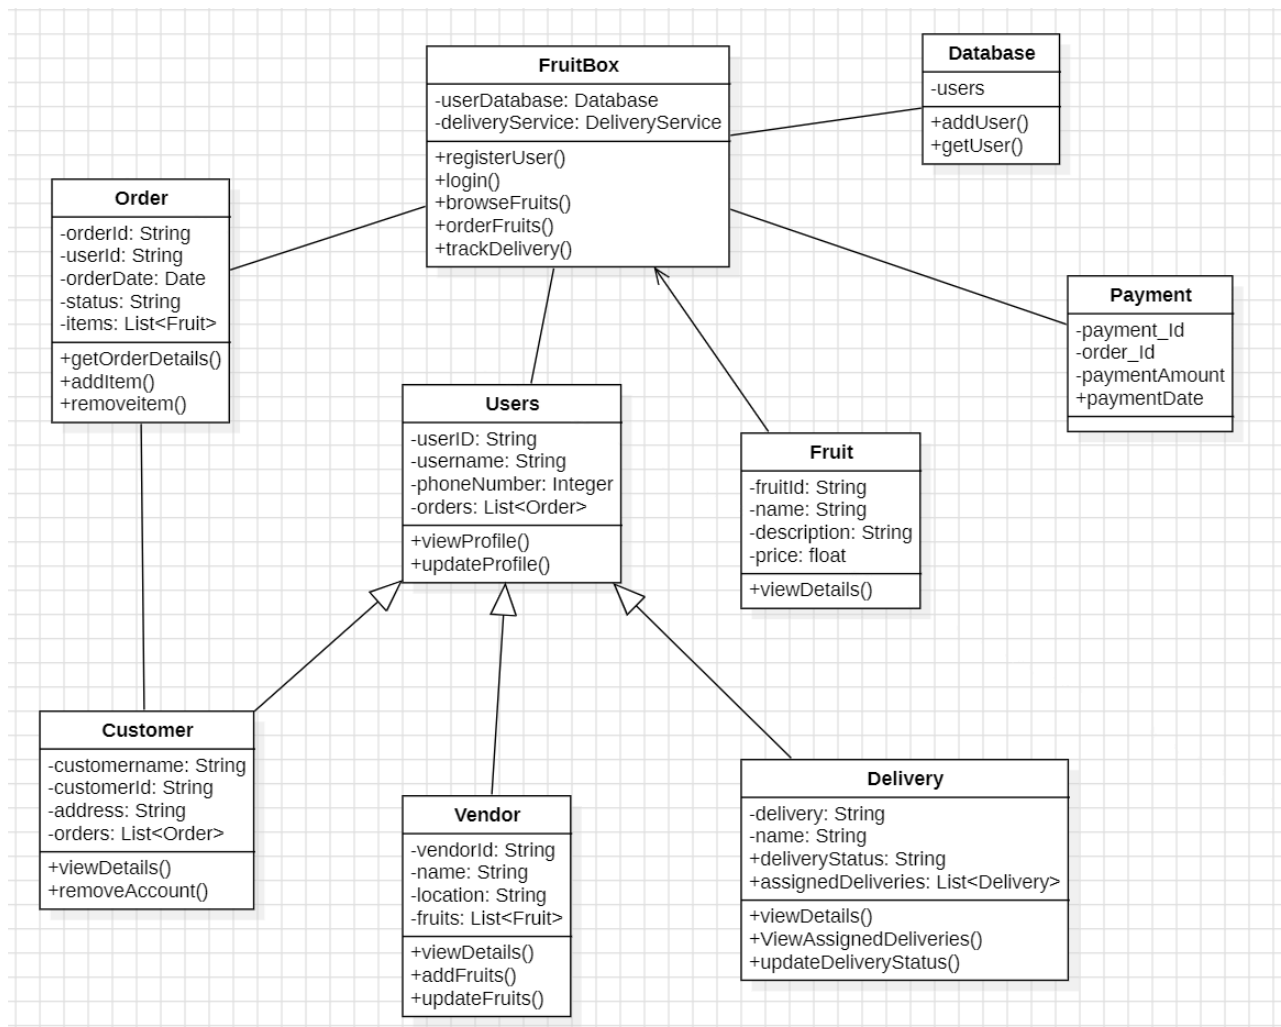 FruitBox
-userDatabase: Database
-deliveryService: DeliveryService
+registerUser()
+login()
+browseFruits()
+orderFruits()
+trackDelivery()
Database
-users
+addUser()
+getUser()
Order
-orderId: String
-userId: String
-orderDate: Date
-status: String
-items: List<Fruit>
+getOrderDetails()
+addItem()
+removeitem()
Payment
-payment_Id
-order_Id
-paymentAmount
+paymentDate
Users
-userID: String
-username: String
-phoneNumber: Integer
-orders: List<Order>
+viewProfile()
+updateProfile()
Fruit
-fruitId: String
-name: String
-description: String
-price: float
+viewDetails()
Customer
-customername: String
-customerId: String
-address: String
-orders: List<Order>
+viewDetails()
+removeAccount()
Vendor
-vendorId: String
-name: String
-location: String
-fruits: List<Fruit>
+viewDetails()
+addFruits()
+updateFruits()
Delivery
-delivery: String
-name: String
+deliveryStatus: String
+assignedDeliveries: List<Delivery>
+viewDetails()
+ViewAssignedDeliveries()
+updateDeliveryStatus()